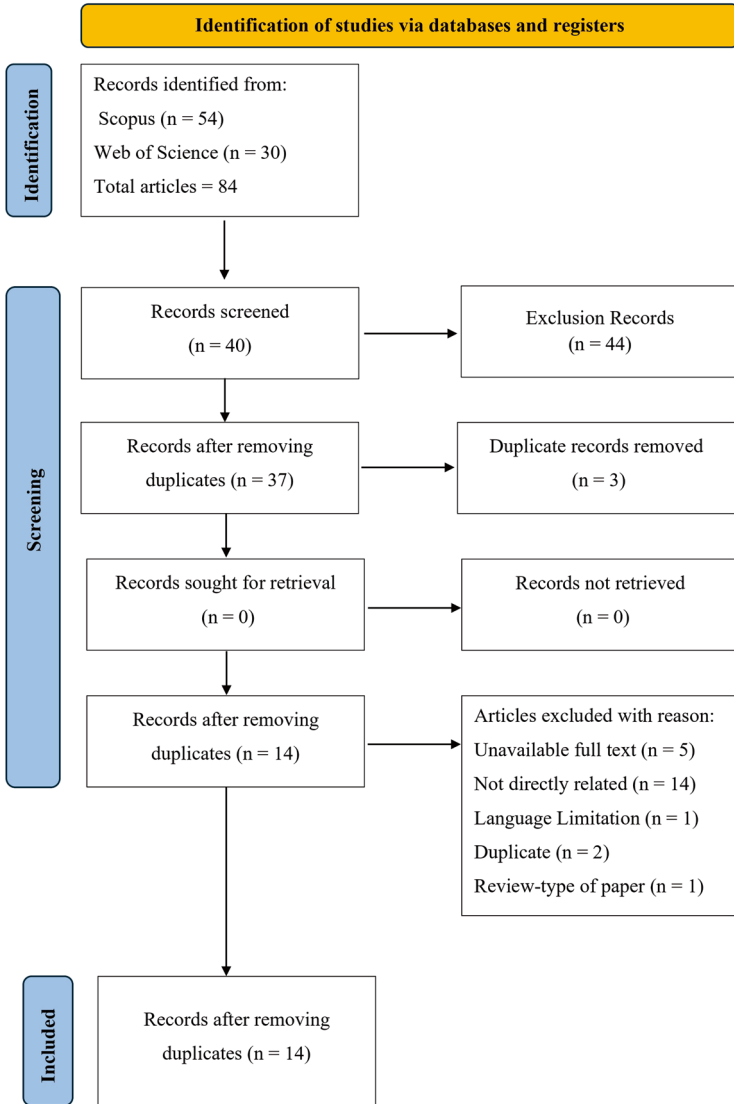 Identification of studies via databases and registers
Identification
Records identified from:
Scopus (n = 54)
Web of Science (n = 30)
Total articles = 84
Screening
Records screened
(n = 40)
Exclusion Records
(n = 44)
Records after removing
duplicates (n = 37)
Duplicate records removed
(n = 3)
Records sought for retrieval
(n = 0)
Records not retrieved
(n = 0)
Records after removing
duplicates (n = 14)
Articles excluded with reason:
Unavailable full text (n = 5)
Not directly related (n = 14)
Language Limitation (n = 1)
Duplicate (n = 2)
Review-type of paper (n = 1)
Included
Records after removing
duplicates (n = 14)